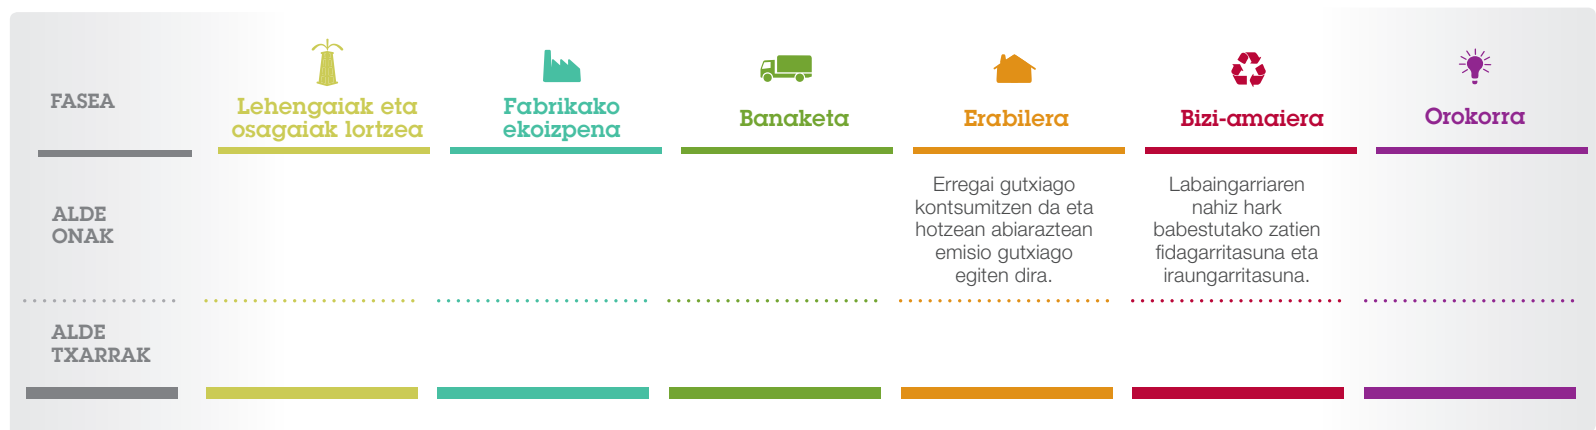 FASEA
Lehengaiak eta
osagaiak lortzea
Fabrikako
ekoizpena
Banaketa
Erabilera
Bizi-amaiera
Orokorra
ALDE
ONAK
Erregai gutxiago
kontsumitzen da eta
hotzean abiaraztean
emisio gutxiago
egiten dira.
Labaingarriaren
nahiz hark
babestutako zatien
fidagarritasuna eta
iraungarritasuna.
ALDE
TXARRAK